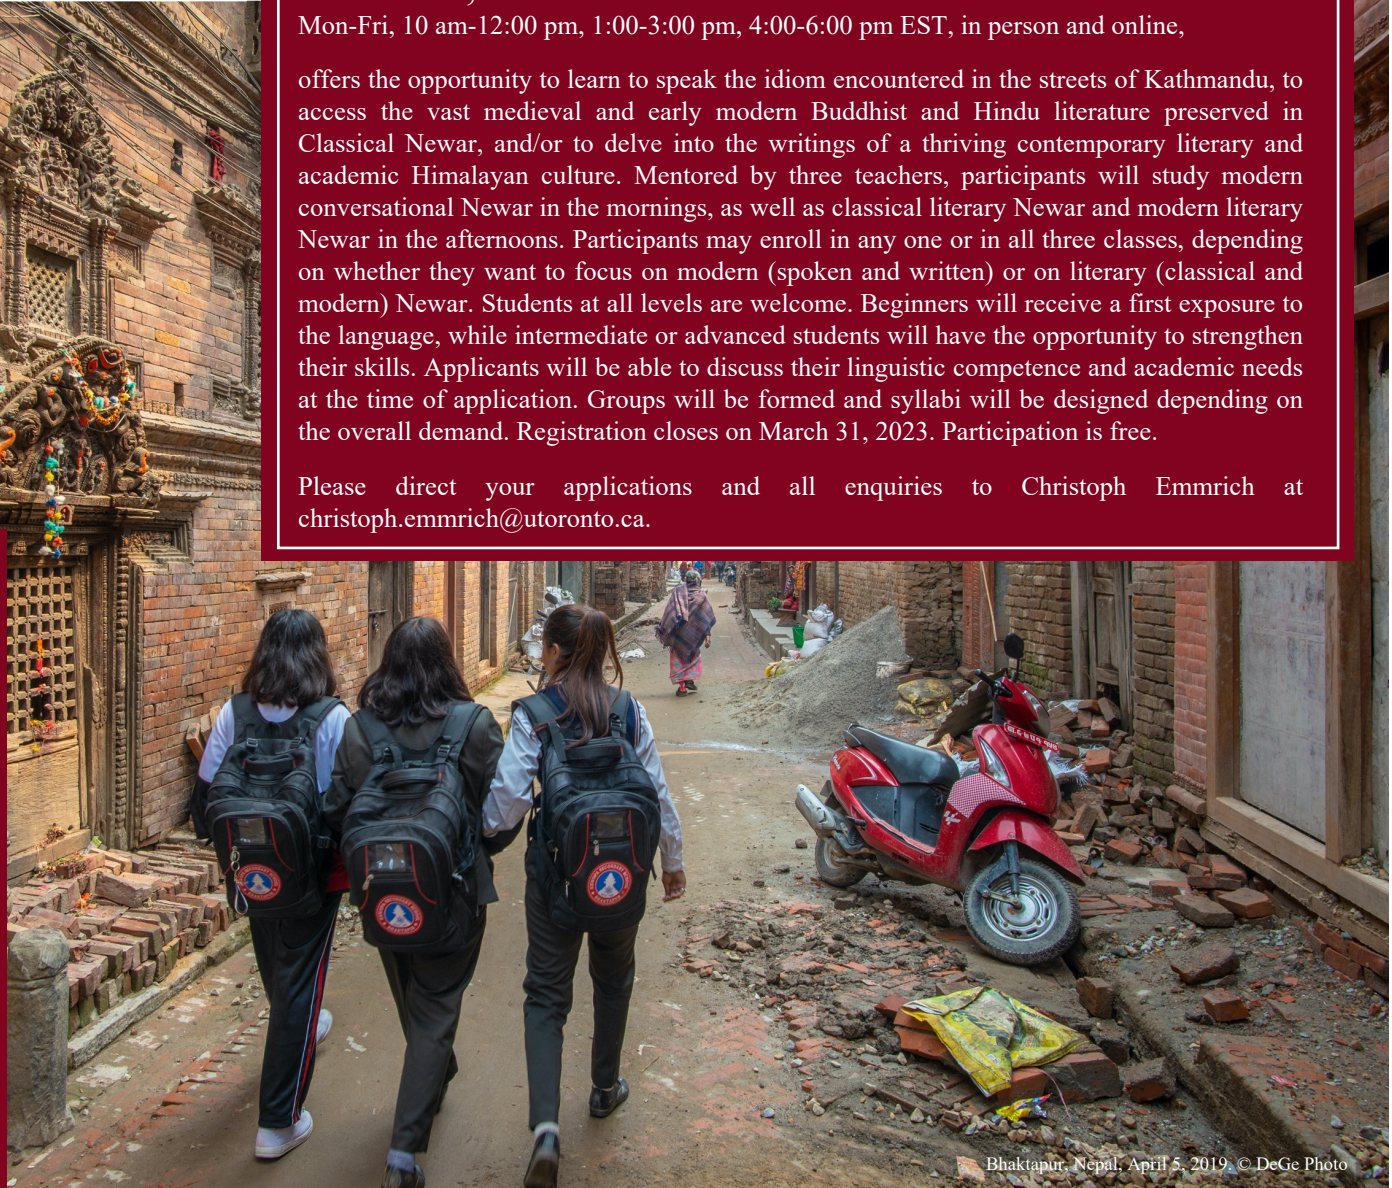 Mon-Fri, 10 am-12:00 pm, 1:00-3:00 pm, 4:00-6:00 pm EST, in person and online,
offers the opportunity to learn to speak the idiom encountered in the streets of Kathmandu, to
access the vast medieval and early modern Buddhist and Hindu literature preserved in
Classical Newar, and/or to delve into the writings of a thriving contemporary literary and
academic Himalayan culture. Mentored by three teachers, participants will study modern
conversational Newar in the mornings, as well as classical literary Newar and modern literary
Newar in the afternoons. Participants may enroll in any one or in all three classes, depending
on whether they want to focus on modern (spoken and written) or on literary (classical and
modern) Newar. Students at all levels are welcome. Beginners will receive a first exposure to
the language, while intermediate or advanced students will have the opportunity to strengthen
their skills. Applicants will be able to discuss their linguistic competence and academic needs
at the time of application. Groups will be formed and syllabi will be designed depending on
the overall demand. Registration closes on March 31, 2023. Participation is free.
Please direct your applications and all enquiries to Christoph Emmrich at
christoph.emmrich@utoronto.ca.
Bhaktapur, Nepal, April 5, 2019. © DeGe Photo